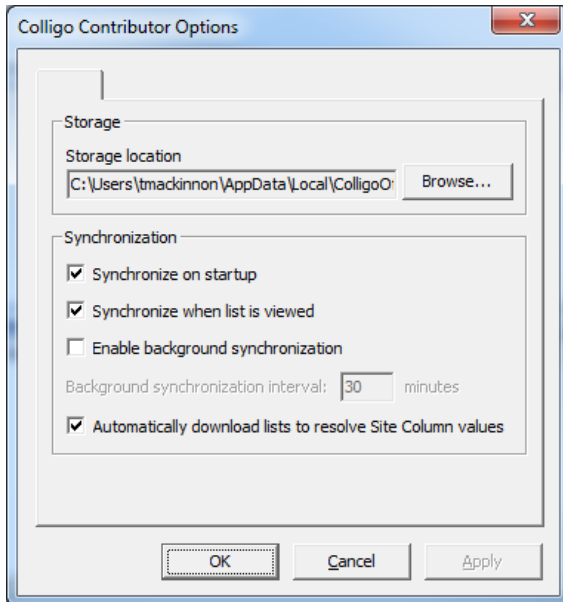 Colligo Contributor Options
Storage
Storage location
C:\Users\tmackinnon\AppData\Local\ColligoO
Browse...
Synchronization
Synchronize on startup
Synchronize when list is viewed
Enable background synchronization
Background synchronization interval: 30 minutes
Automatically download lists to resolve Site Column values
OK Cancel Apply